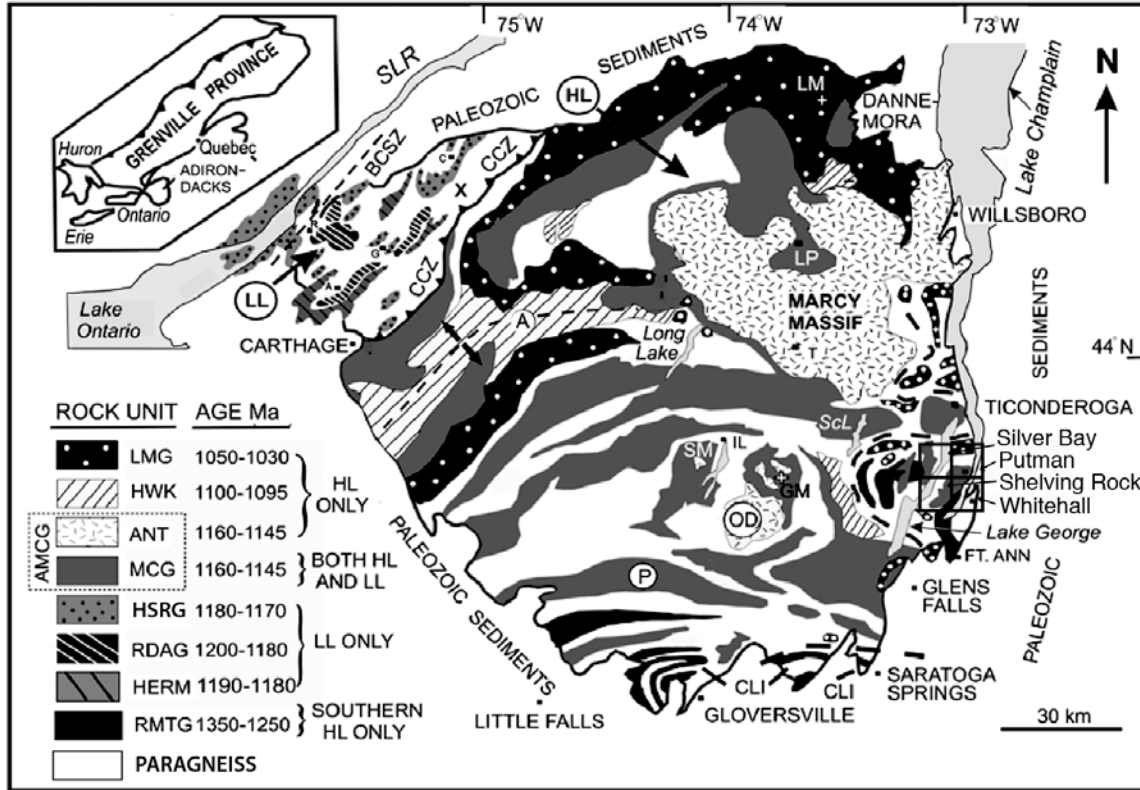 75°W
74°W
73°W
N
GRENVILLE PROVINCE
Huron
Quebec
ADIRON-
DACKS
Ontario
Erie
SLR
PALEOZOIC
SEDIMENTS
HL
LM
DANNE-
MORA
Lake Champlain
BCSZ
CCZ
C
X
WILLSBORO
G
A
LL
CCZ
LP
Lake
Ontario
MARCY
MASSIF
A
Long
Lake
T
CARTHAGE
44°N
SEDIMENTS
TICONDEROGA
ScL
Silver Bay
Putman
Shelving Rock
Whitehall
SM
IL
GM
OD
Lake George
FT. ANN
GLENS
FALLS
PALEOZOIC
P
PALEOZOIC SEDIMENTS
SARATOGA
SPRINGS
CLI
CLI
GLOVERSVILLE
LITTLE FALLS
30 km
ROCK UNIT AGE Ma
LMG 1050-1030
HWK 1100-1095
HL
ONLY
ANT 1160-1145
AMCG
MCG 1160-1145
BOTH HL
AND LL
HSRG 1180-1170
RDAG 1200-1180
LL ONLY
HERM 1190-1180
RMTG 1350-1250
SOUTHERN
HL ONLY
PARAGNEISS